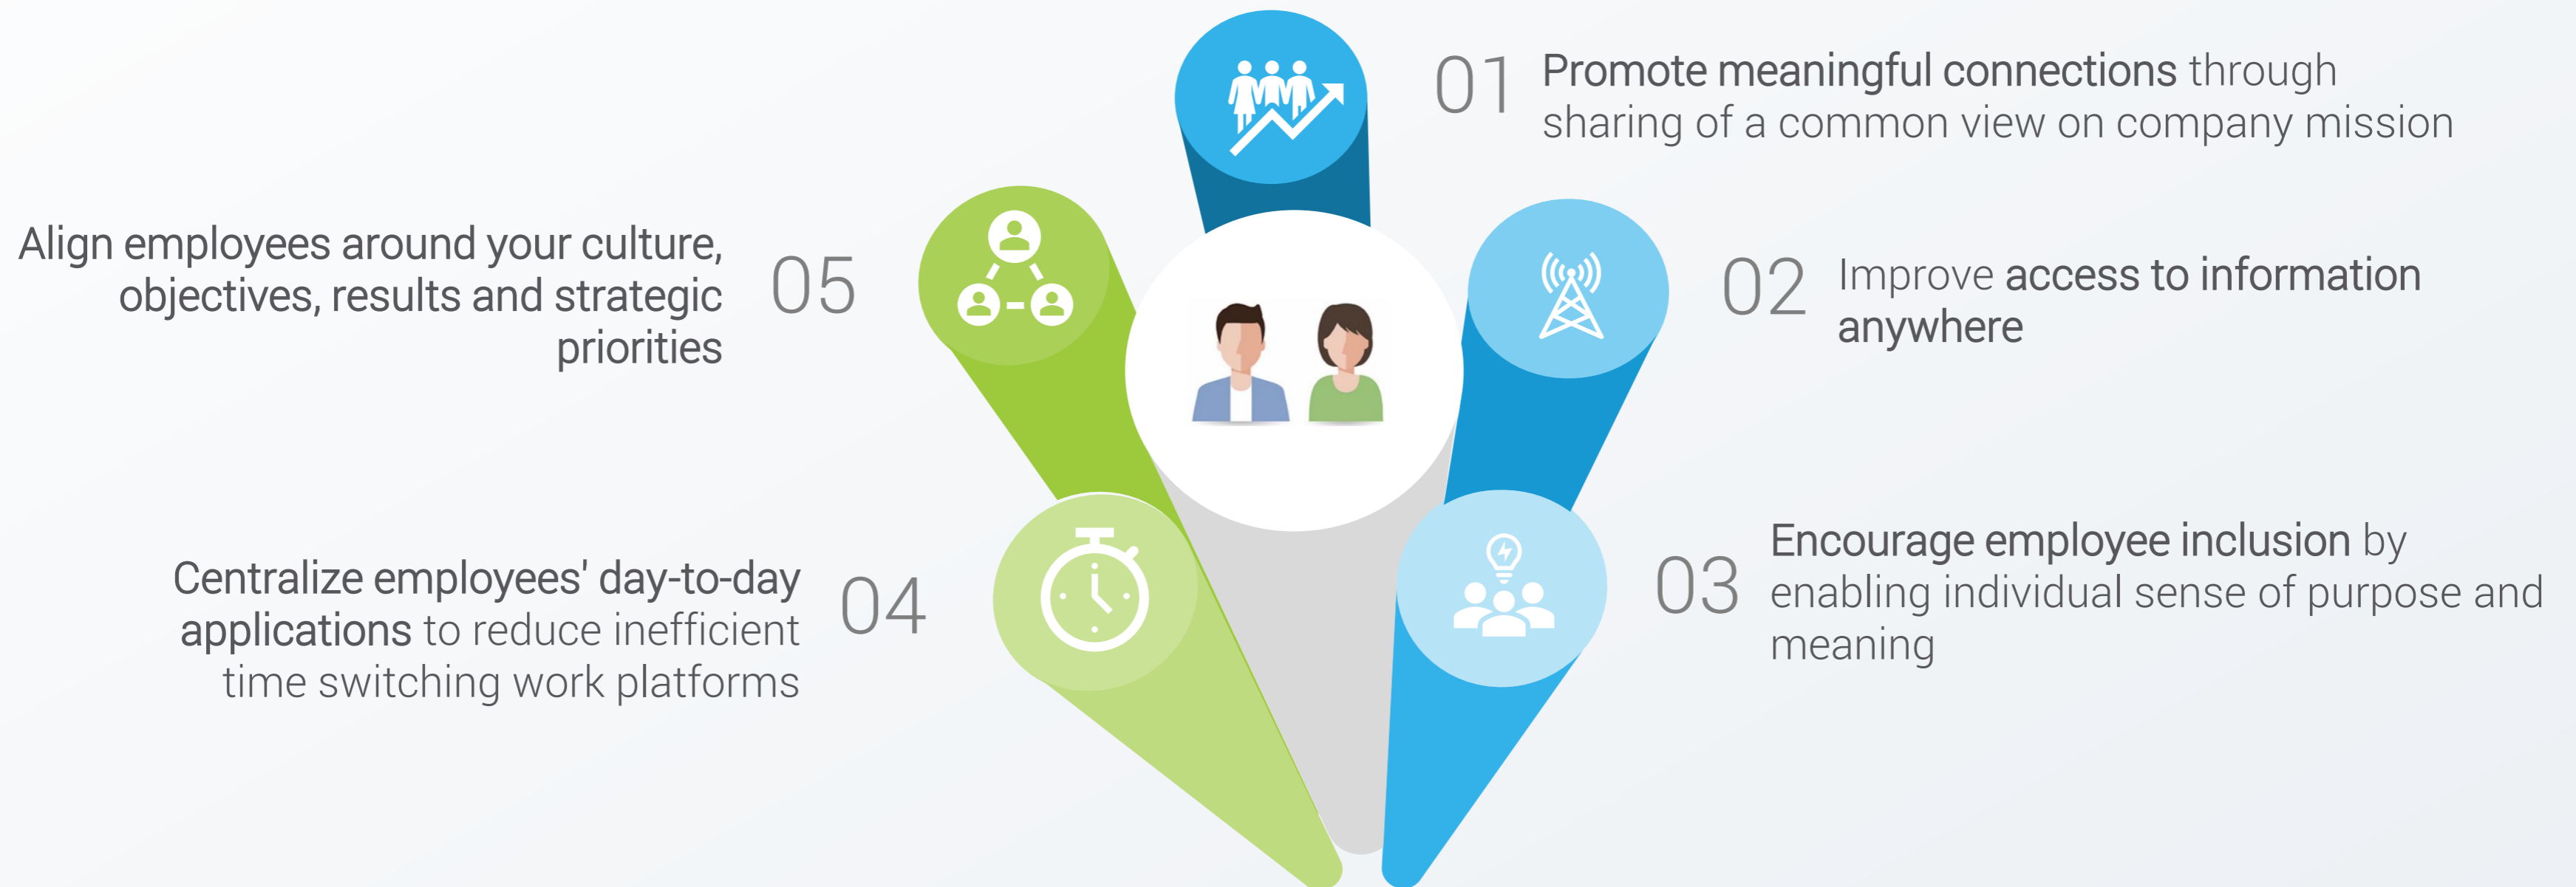 01
Promote meaningful connections through
sharing of a common view on company mission
02
Improve access to information
anywhere
03
Encourage employee inclusion by
enabling individual sense of purpose and
meaning
04
Centralize employees' day-to-day
applications to reduce inefficient
time switching work platforms
05
Align employees around your culture,
objectives, results and strategic
priorities